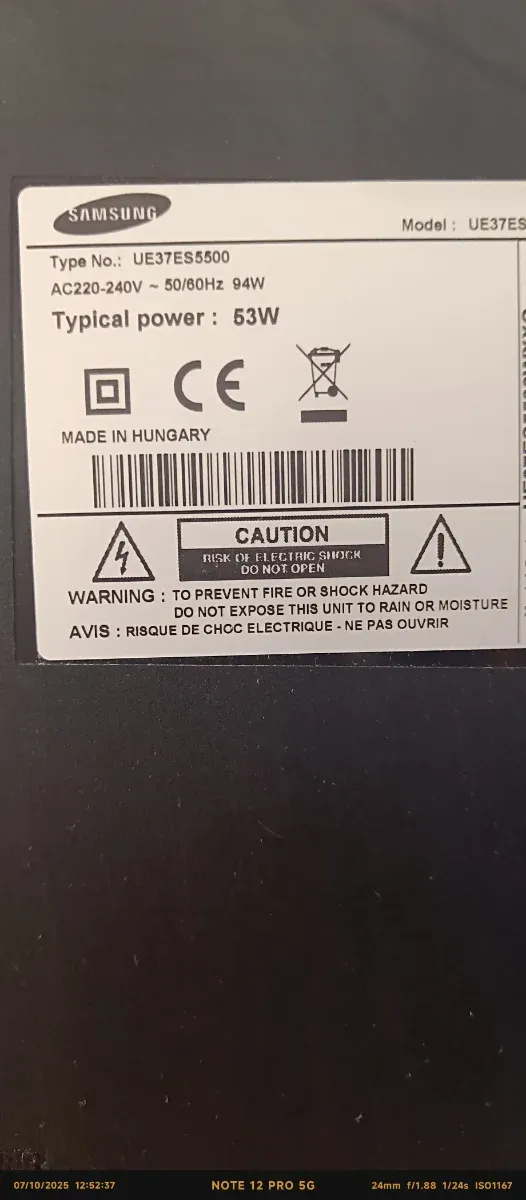 SAMSUNG
Model : UE37ES
Type No.: UE37ES5500
AC220-240V ~ 50/60Hz 94W
Typical power : 53W
CE
MADE IN HUNGARY
CAUTION
RISK OF ELECTRIC SHOCK
DO NOT OPEN
WARNING : TO PREVENT FIRE OR SHOCK HAZARD
DO NOT EXPOSE THIS UNIT TO RAIN OR MOISTURE
AVIS : RISQUE DE CHOC ELECTRIQUE - NE PAS OUVRIR
07/10/2025 12:52:37
NOTE 12 PRO 5G
24mm f/1.88 1/24s ISO1167